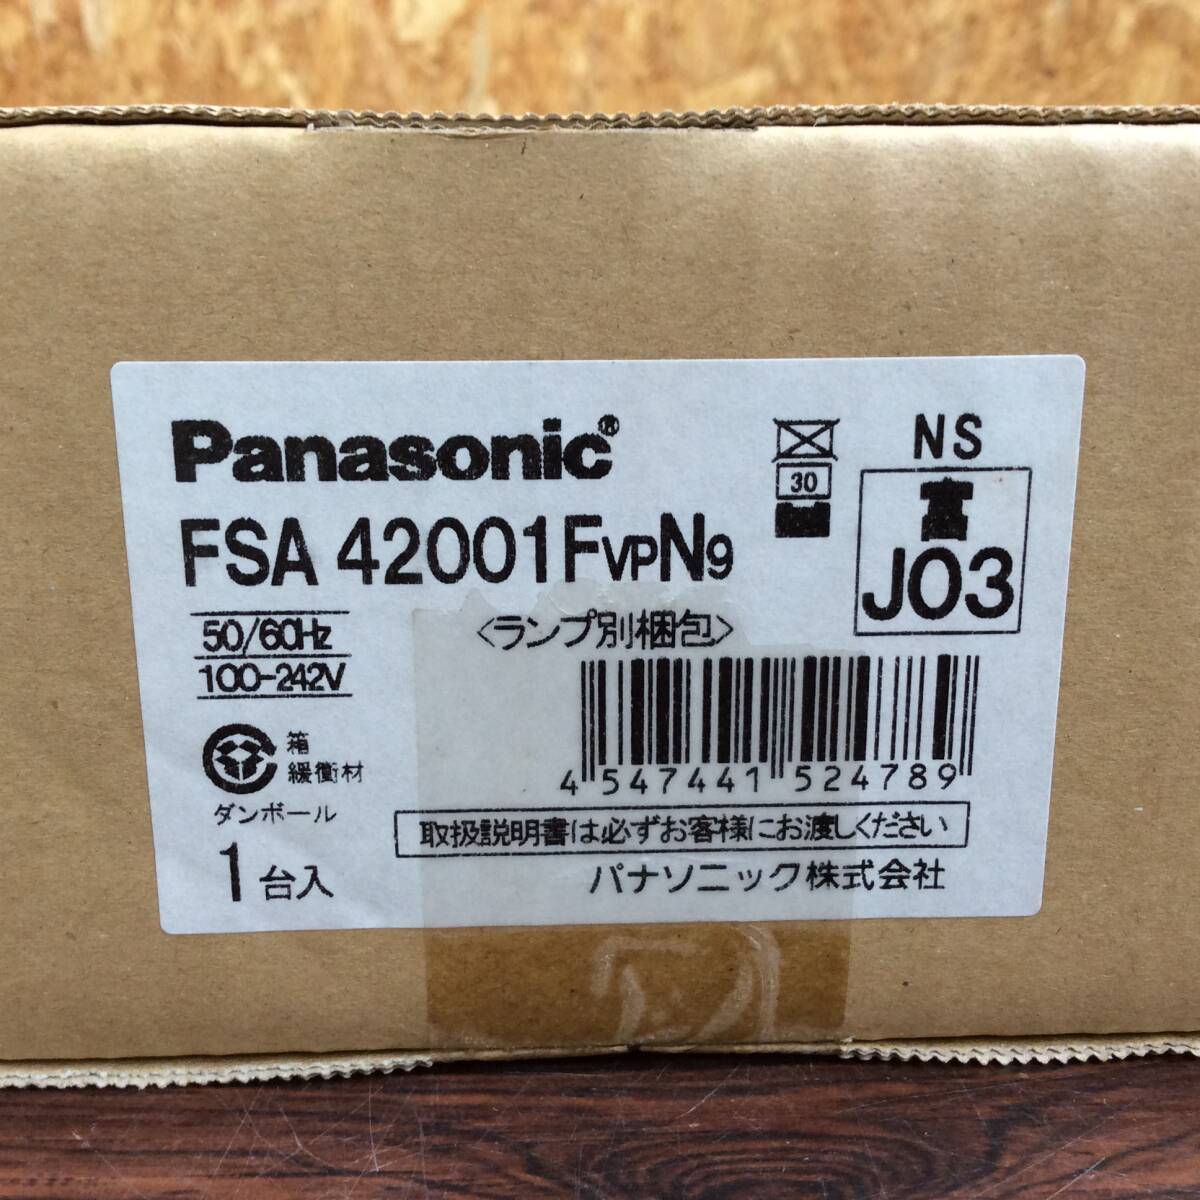 Panasonic®
FSA 42001FVPN9
50/60Hz
100-242V
<ランプ別梱包>
30
NS
富
J03
4 547441 524789
箱
緩衝材
ダンボール
1台入
取扱説明書は必ずお客様にお渡しください
パナソニック株式会社